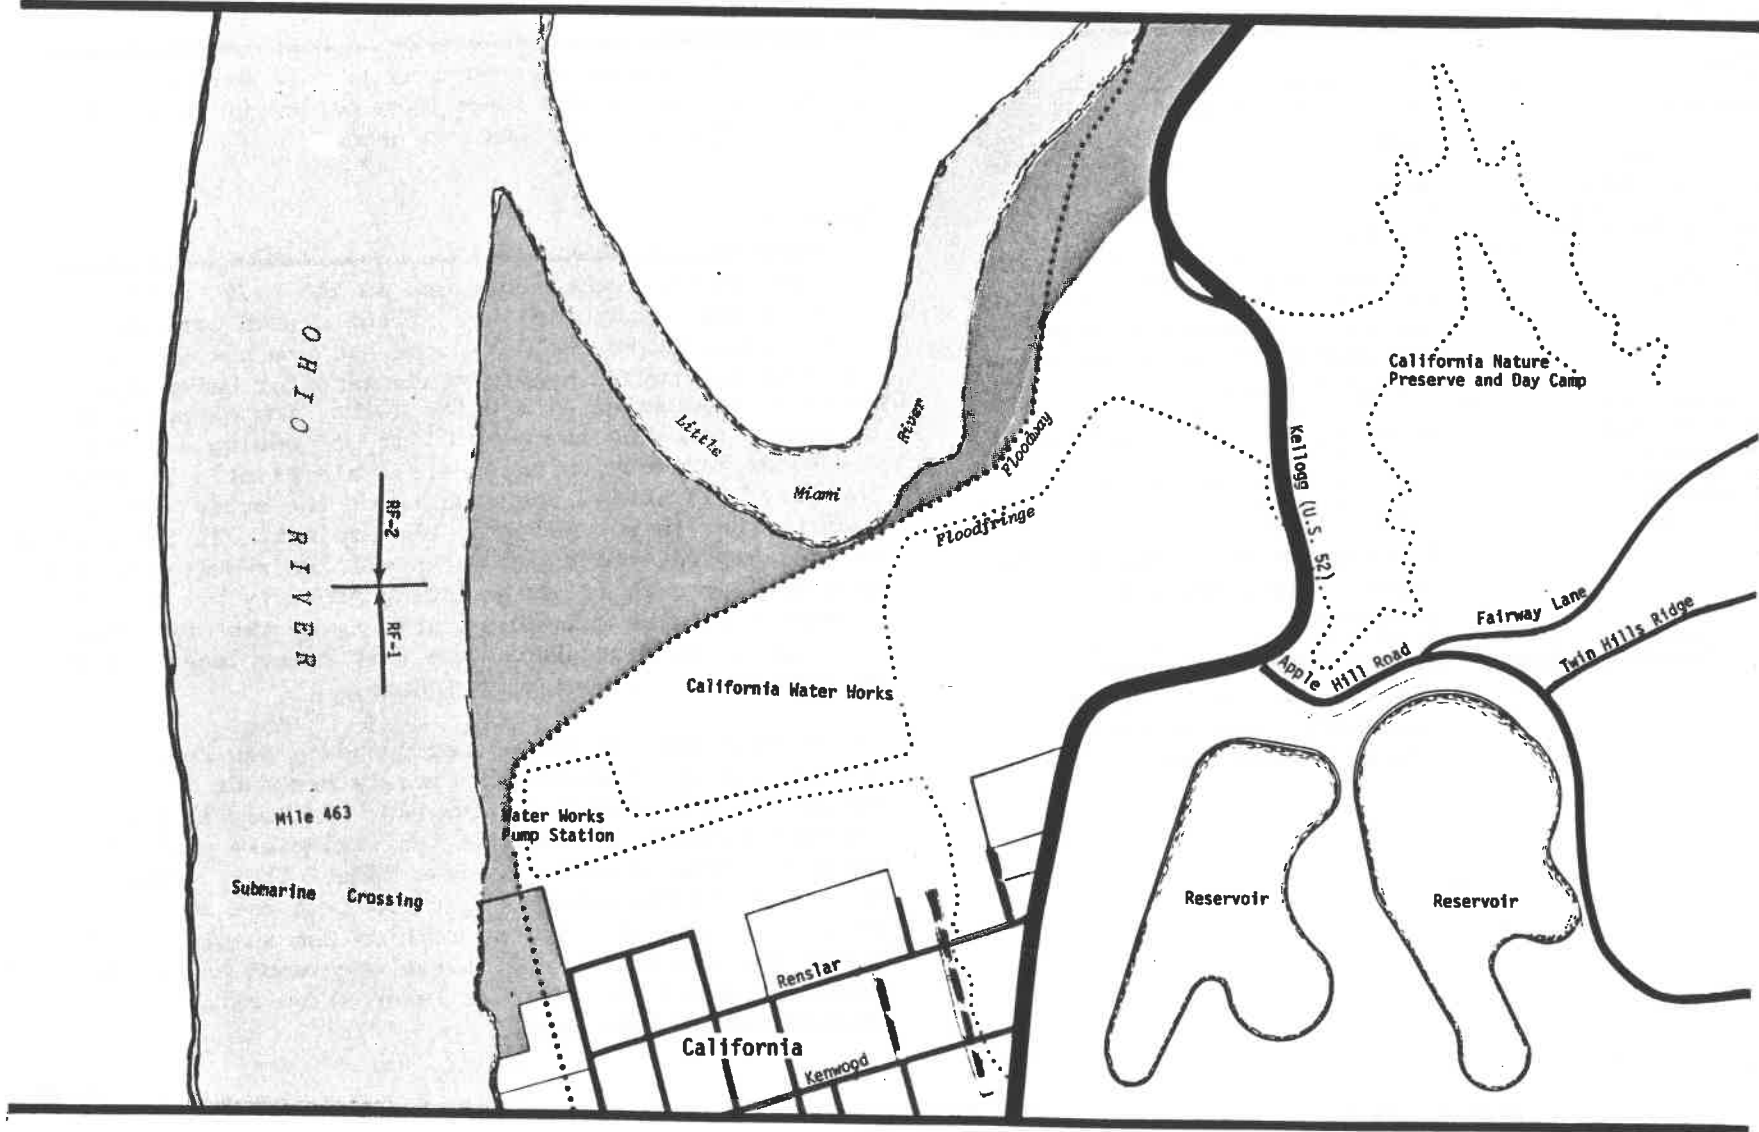 OHIO RIVER
RF-2
RF-1
Mile 463
Submarine Crossing
Little
Miami
River
Floodway
Floodfringe
California Water Works
Water Works
Pump Station
Renslar
California
Kenwood
Kellogg (U.S. 52)
California Nature
Preserve and Day Camp
Fairway Lane
Twin Hills Ridge
Apple Hill Road
Reservoir
Reservoir